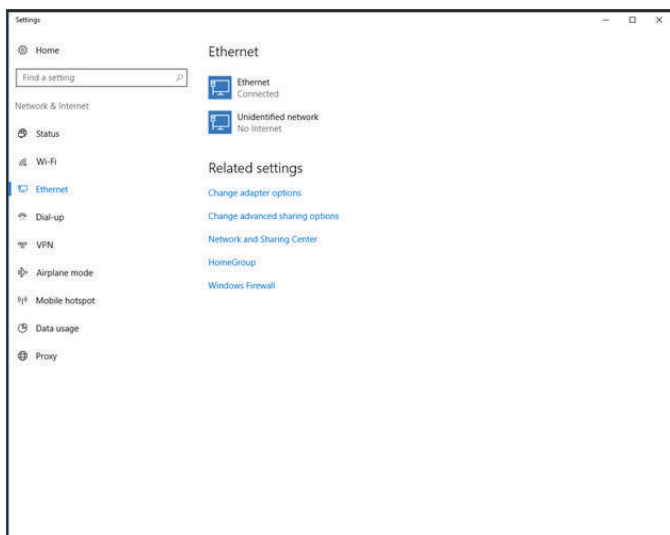 Settings
Home
Find a setting
Network & Internet
Status
Wi-Fi
Ethernet
Dial-up
VPN
Airplane mode
Mobile hotspot
Data usage
Proxy
Ethernet
Ethernet
Connected
Unidentified network
No Internet
Related settings
Change adapter options
Change advanced sharing options
Network and Sharing Center
HomeGroup
Windows Firewall